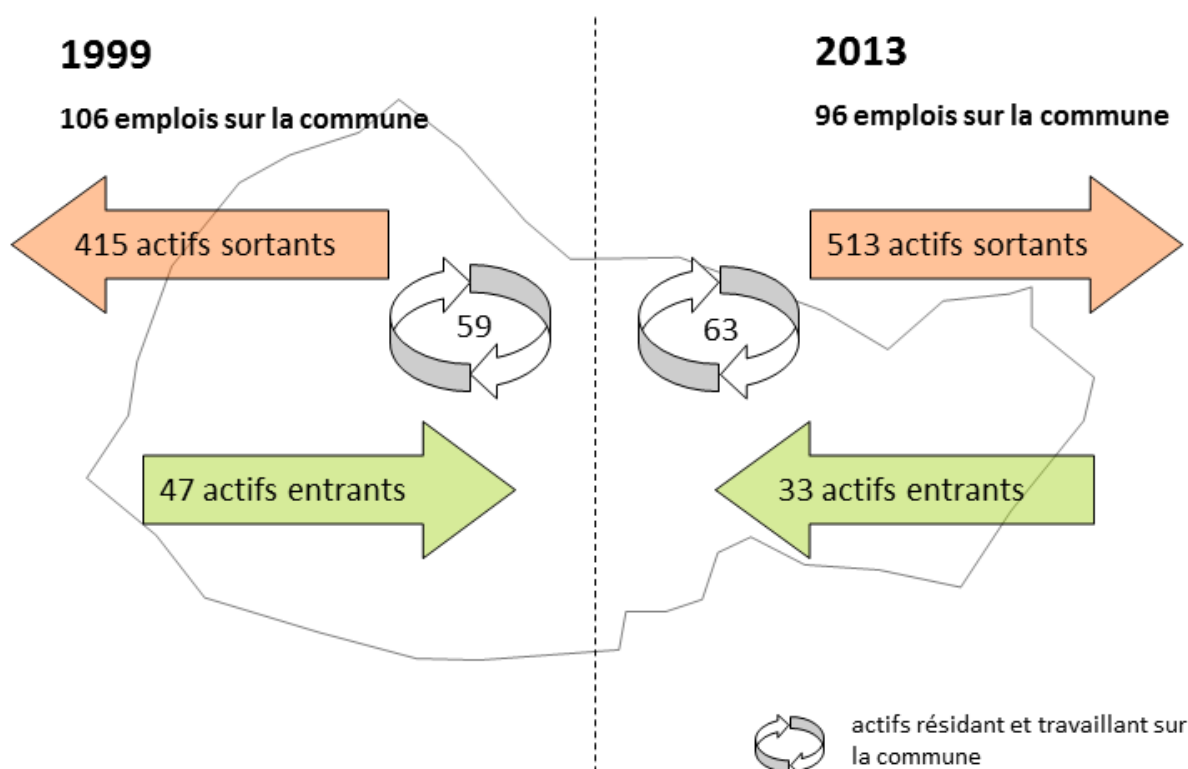 1999
106 emplois sur la commune
415 actifs sortants
59
47 actifs entrants
2013
96 emplois sur la commune
513 actifs sortants
63
33 actifs entrants
actifs résidant et travaillant sur
la commune